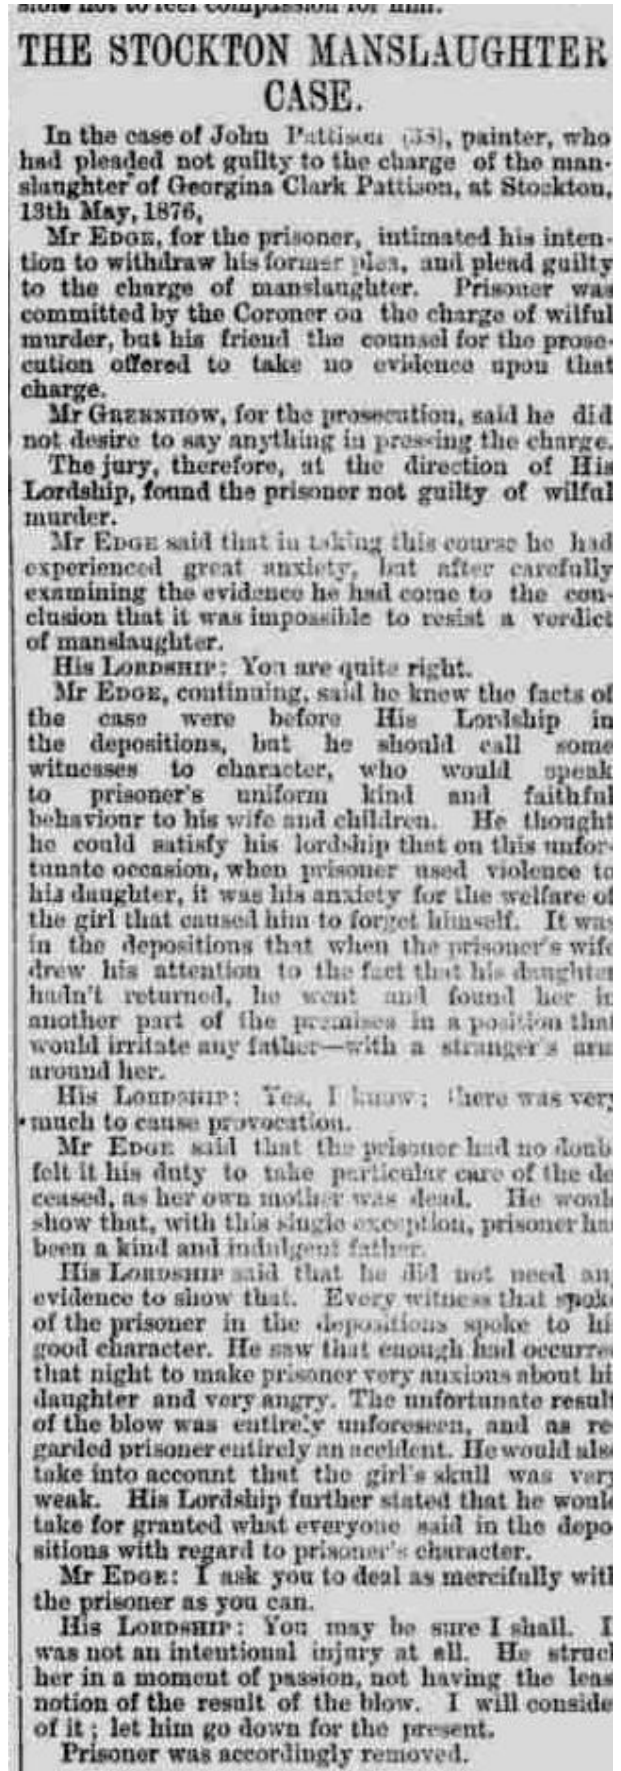 THE STOCKTON MANSLAUGHTER
CASE.
In the case of John Pattison (38), painter, who
had pleaded not guilty to the charge of the man-
slaughter of Georgina Clark Pattison, at Stockton,
13th May, 1876,
Mr EDGE, for the prisoner, intimated his inten-
tion to withdraw his former plea, and plead guilty
to the charge of manslaughter. Prisoner was
committed by the Coroner on the charge of wilful
murder, but his friend the counsel for the prose-
cution offered to take no evidence upon that
charge.
Mr GREENHOW, for the prosecution, said he did
not desire to say anything in pressing the charge.
The jury, therefore, at the direction of His
Lordship, found the prisoner not guilty of wilful
murder.
Mr EDGE said that in taking this course he had
experienced great anxiety, but after carefully
examining the evidence he had come to the con-
clusion that it was impossible to resist a verdict
of manslaughter.
His LORDSHIP: You are quite right.
Mr EDGE, continuing, said he knew the facts of
the case were before His Lordship in
the depositions, but he should call some
witnesses to character, who would speak
to prisoner's uniform kind and faithful
behaviour to his wife and children. He thought
he could satisfy his lordship that on this unfor-
tunate occasion, when prisoner used violence to
his daughter, it was his anxiety for the welfare of
the girl that caused him to forget himself. It was
in the depositions that when the prisoner's wife
drew his attention to the fact that his daughter
hadn't returned, he went and found her in
another part of the premises in a position that
would irritate any father—with a stranger's arm
around her.
His LORDSHIP: Yes, I know; there was very
much to cause provocation.
Mr EDGE said that the prisoner had no doub
felt it his duty to take particular care of the de
ceased, as her own mother was dead. He woul
show that, with this single exception, prisoner ha
been a kind and indulgent father.
His LORDSHIP said that he did not need an
evidence to show that. Every witness that spok
of the prisoner in the depositions spoke to hi
good character. He saw that enough had occurre
that night to make prisoner very anxious about hi
daughter and very angry. The unfortunate result
of the blow was entirely unforeseen, and as re
garded prisoner entirely an accident. He would als
take into account that the girl's skull was very
weak. His Lordship further stated that he woul
take for granted what everyone said in the depo
sitions with regard to prisoner's character.
Mr EDGE: I ask you to deal as mercifully with
the prisoner as you can.
His LORDSHIP: You may be sure I shall. I
was not an intentional injury at all. He struc
her in a moment of passion, not having the leas
notion of the result of the blow. I will conside
of it; let him go down for the present.
Prisoner was accordingly removed.